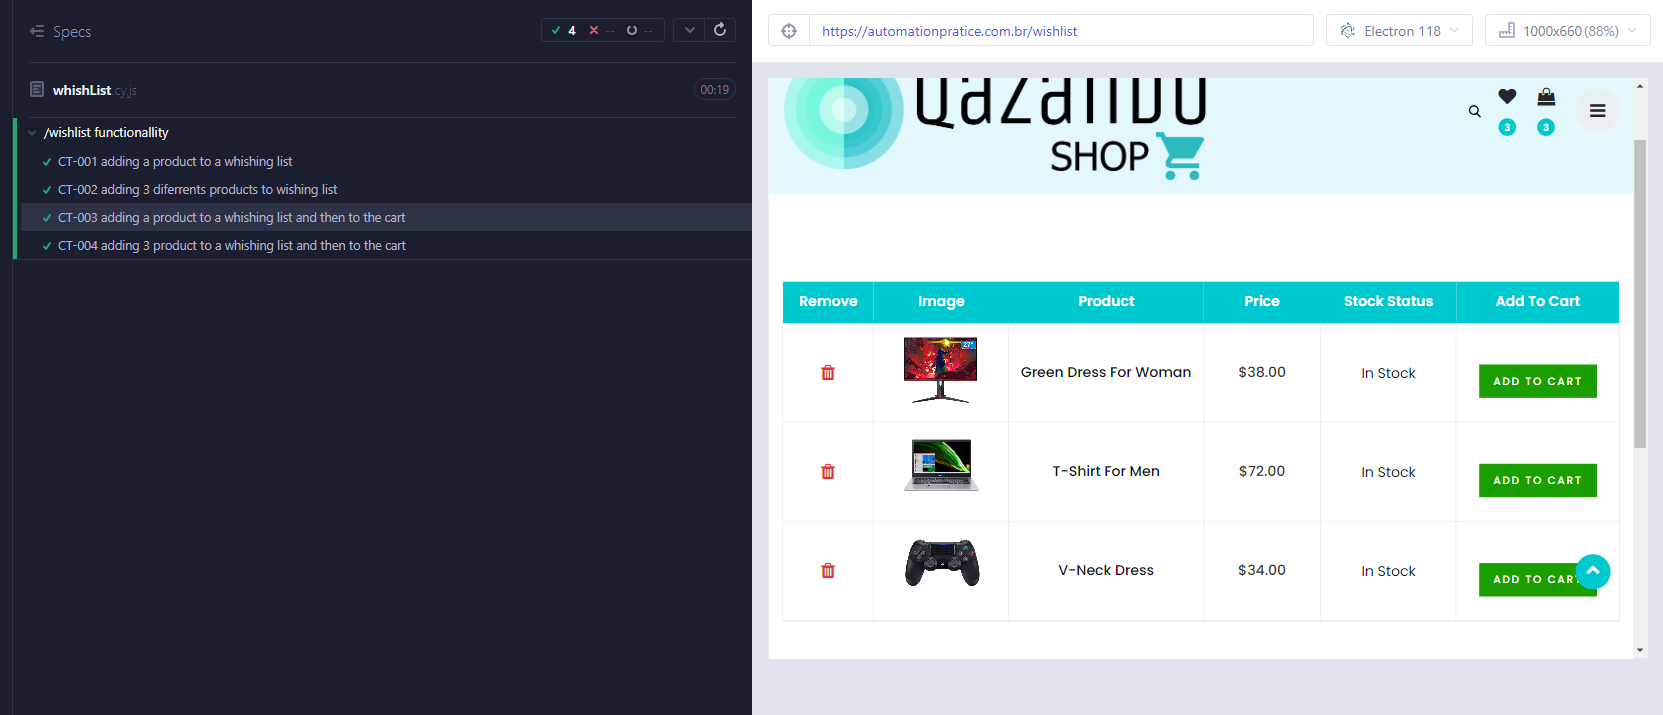 Specs
4 -- --
whishList.cy.js
00:19
/wishlist functionallity
CT-001 adding a product to a whishing list
CT-002 adding 3 diferrents products to wishing list
CT-003 adding a product to a whishing list and then to the cart
CT-004 adding 3 product to a whishing list and then to the cart
https://automationpratice.com.br/wishlist
Electron 118
1000x660 (88%)
QAZANDO
SHOP
3 3
Remove Image Product Price Stock Status Add To Cart
27"
Green Dress For Woman $38.00 In Stock ADD TO CART
T-Shirt For Men $72.00 In Stock ADD TO CART
V-Neck Dress $34.00 In Stock ADD TO CART